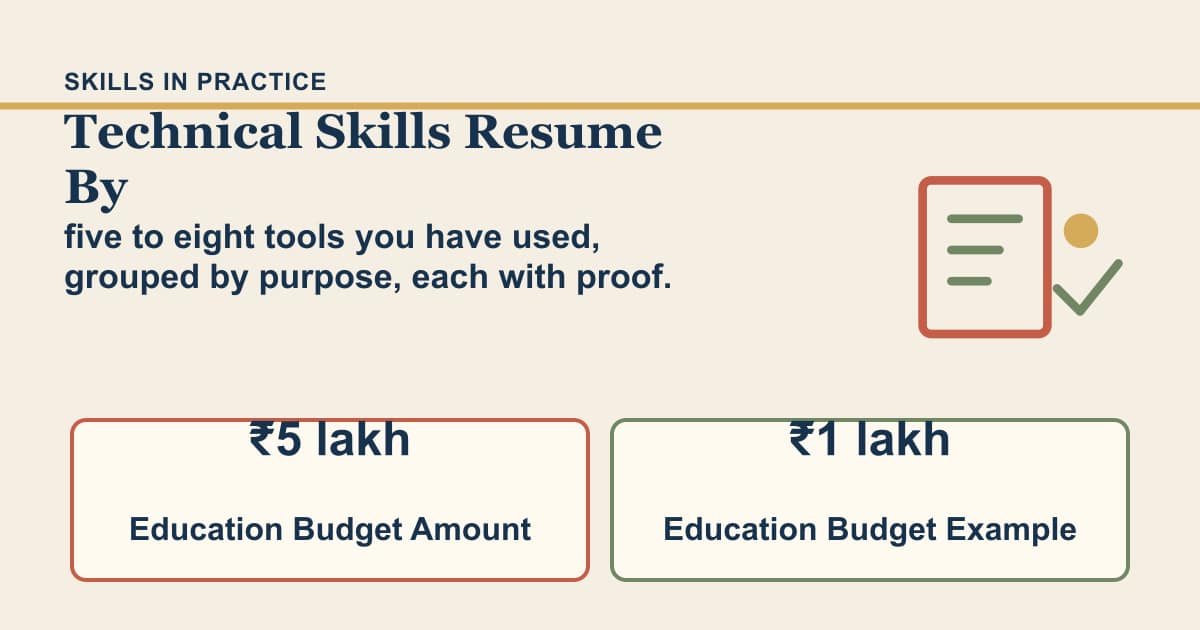 SKILLS IN PRACTICE
Technical Skills Resume
By
five to eight tools you have used,
grouped by purpose, each with proof.
₹5 lakh
Education Budget Amount
₹1 lakh
Education Budget Example